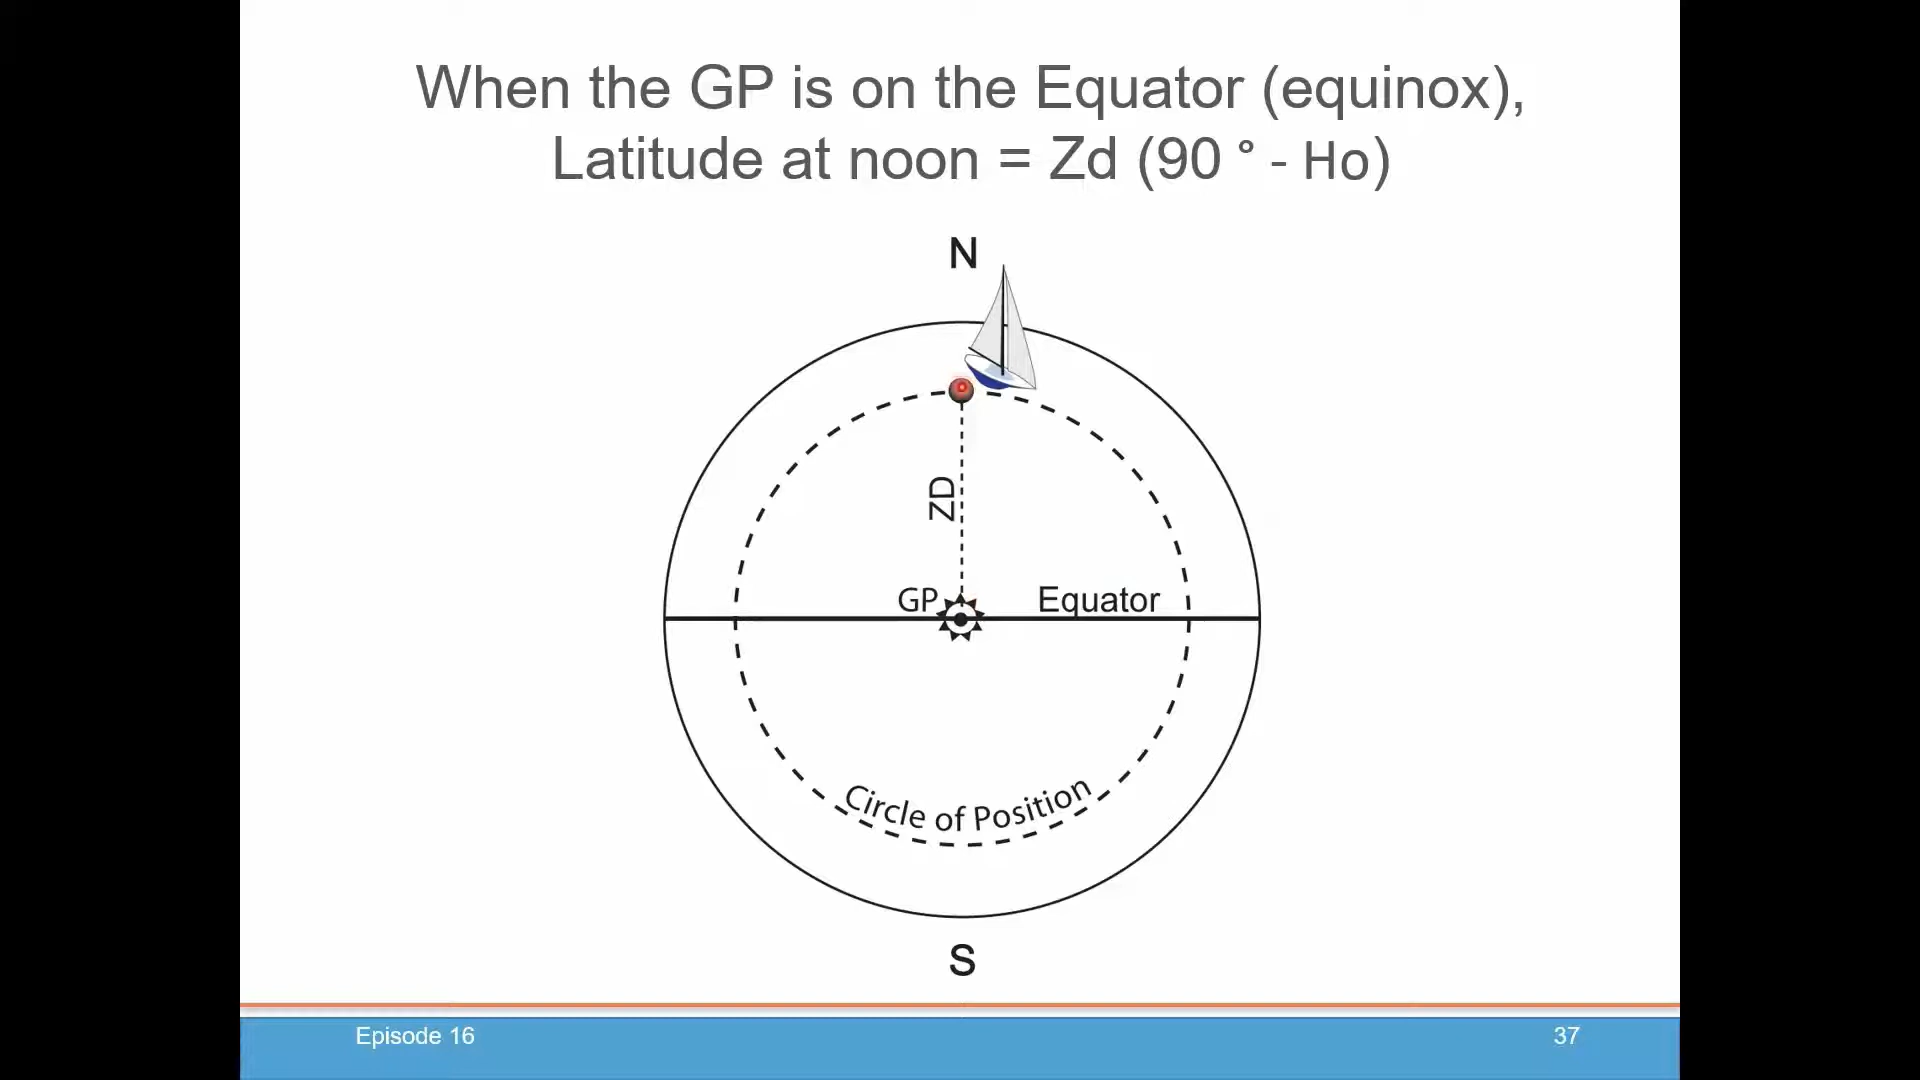 When the GP is on the Equator (equinox),
Latitude at noon = Zd (90 ° - Ho)
N
ZD
GP
Equator
Circle of Position
S
Episode 16
37